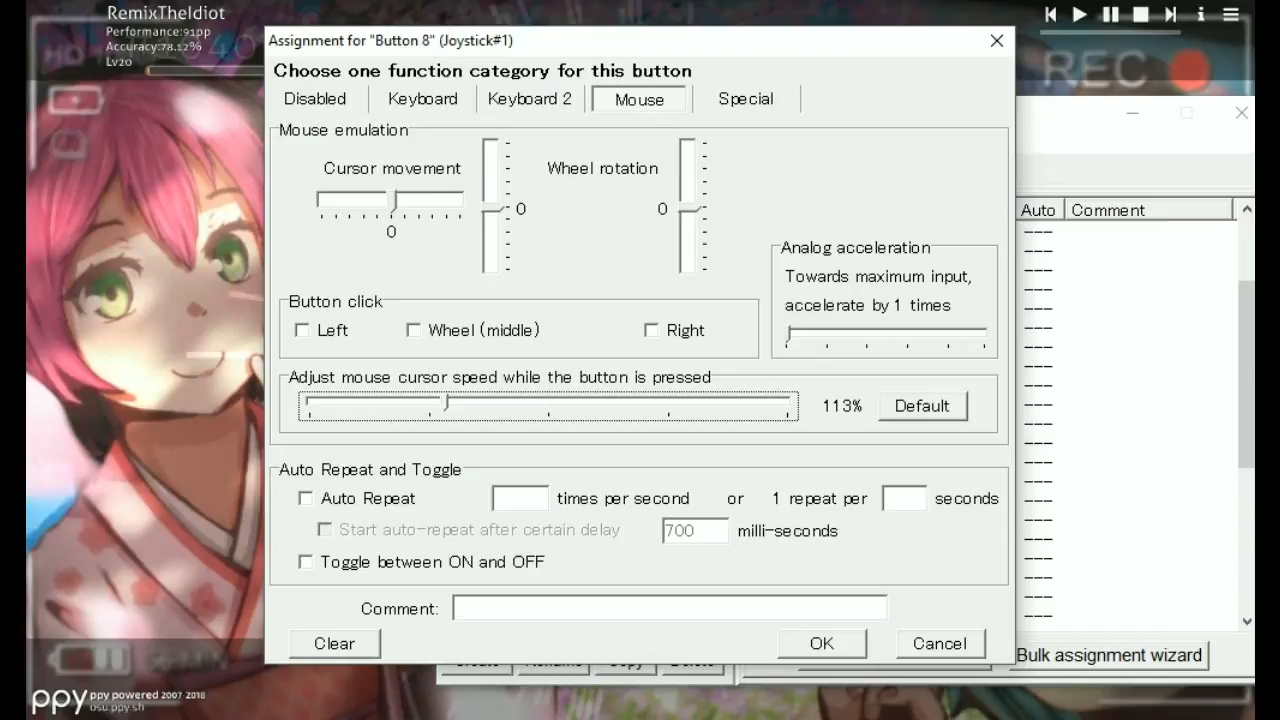 RemixTheIdiot
Performance:91pp
Accuracy:78.12%
Lv20
HD
REC
Assignment for "Button 8" (Joystick#1)
Choose one function category for this button
Disabled Keyboard Keyboard 2 Mouse Special
Mouse emulation
Cursor movement Wheel rotation
0 0
0
Analog acceleration
Towards maximum input,
accelerate by 1 times
Button click
Left Wheel (middle) Right
Adjust mouse cursor speed while the button is pressed
113% Default
Auto Repeat and Toggle
Auto Repeat times per second or 1 repeat per seconds
Start auto-repeat after certain delay 700 milli-seconds
Toggle between ON and OFF
Comment:
Clear OK Cancel
Auto Comment
---
---
---
---
---
---
---
---
---
---
---
---
---
---
Bulk assignment wizard
ppy ppy powered 2007 2018
osu.ppy.sh